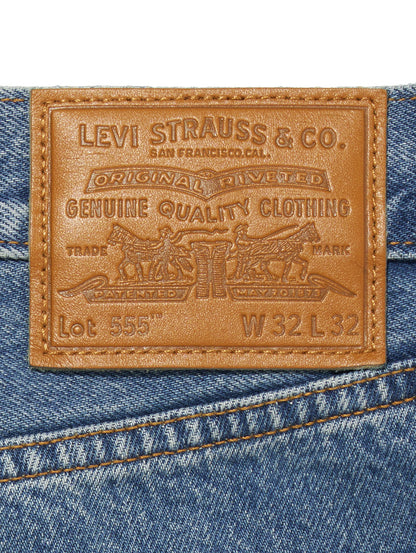 LEVI STRAUSS & CO.
SAN FRANCISCO, CAL.
ORIGINAL RIVETED
GENUINE QUALITY CLOTHING
TRADE MARK
PATENTED MAY 20 1873
Lot 555™ W 32 L 32